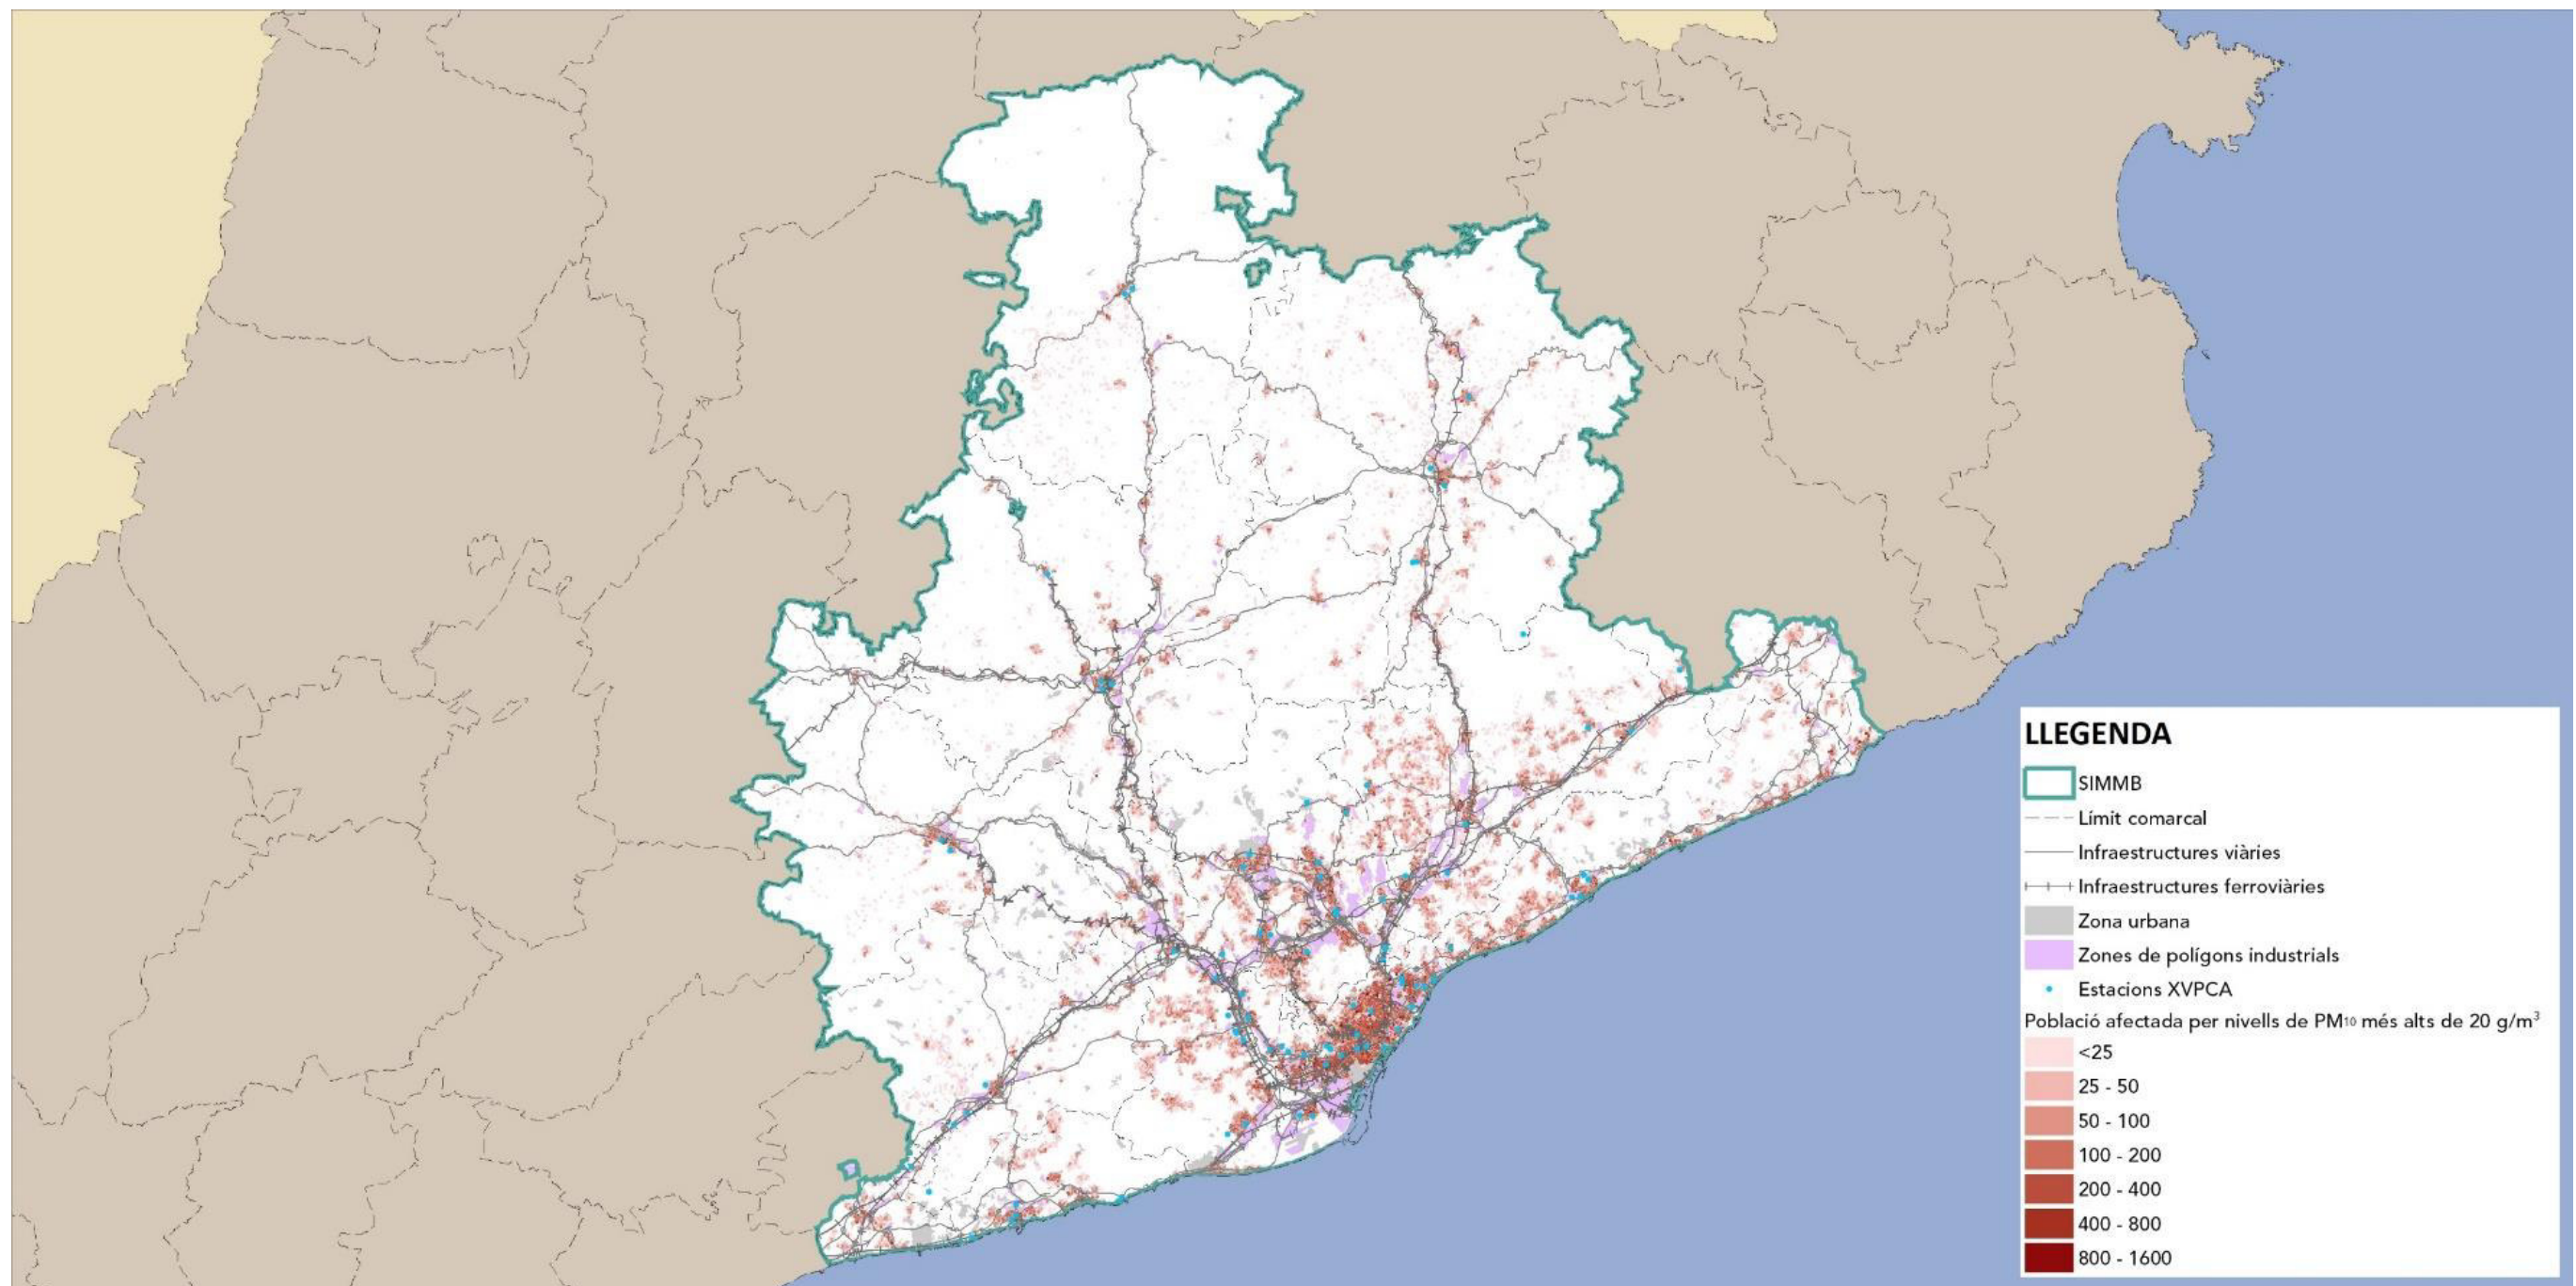 LLEGENDA
SIMMB
Límit comarcal
Infraestructures viàries
Infraestructures ferroviàries
Zona urbana
Zones de polígons industrials
Estacions XVPCA
Població afectada per nivells de PM10 més alts de 20 g/m³
<25
25 - 50
50 - 100
100 - 200
200 - 400
400 - 800
800 - 1600